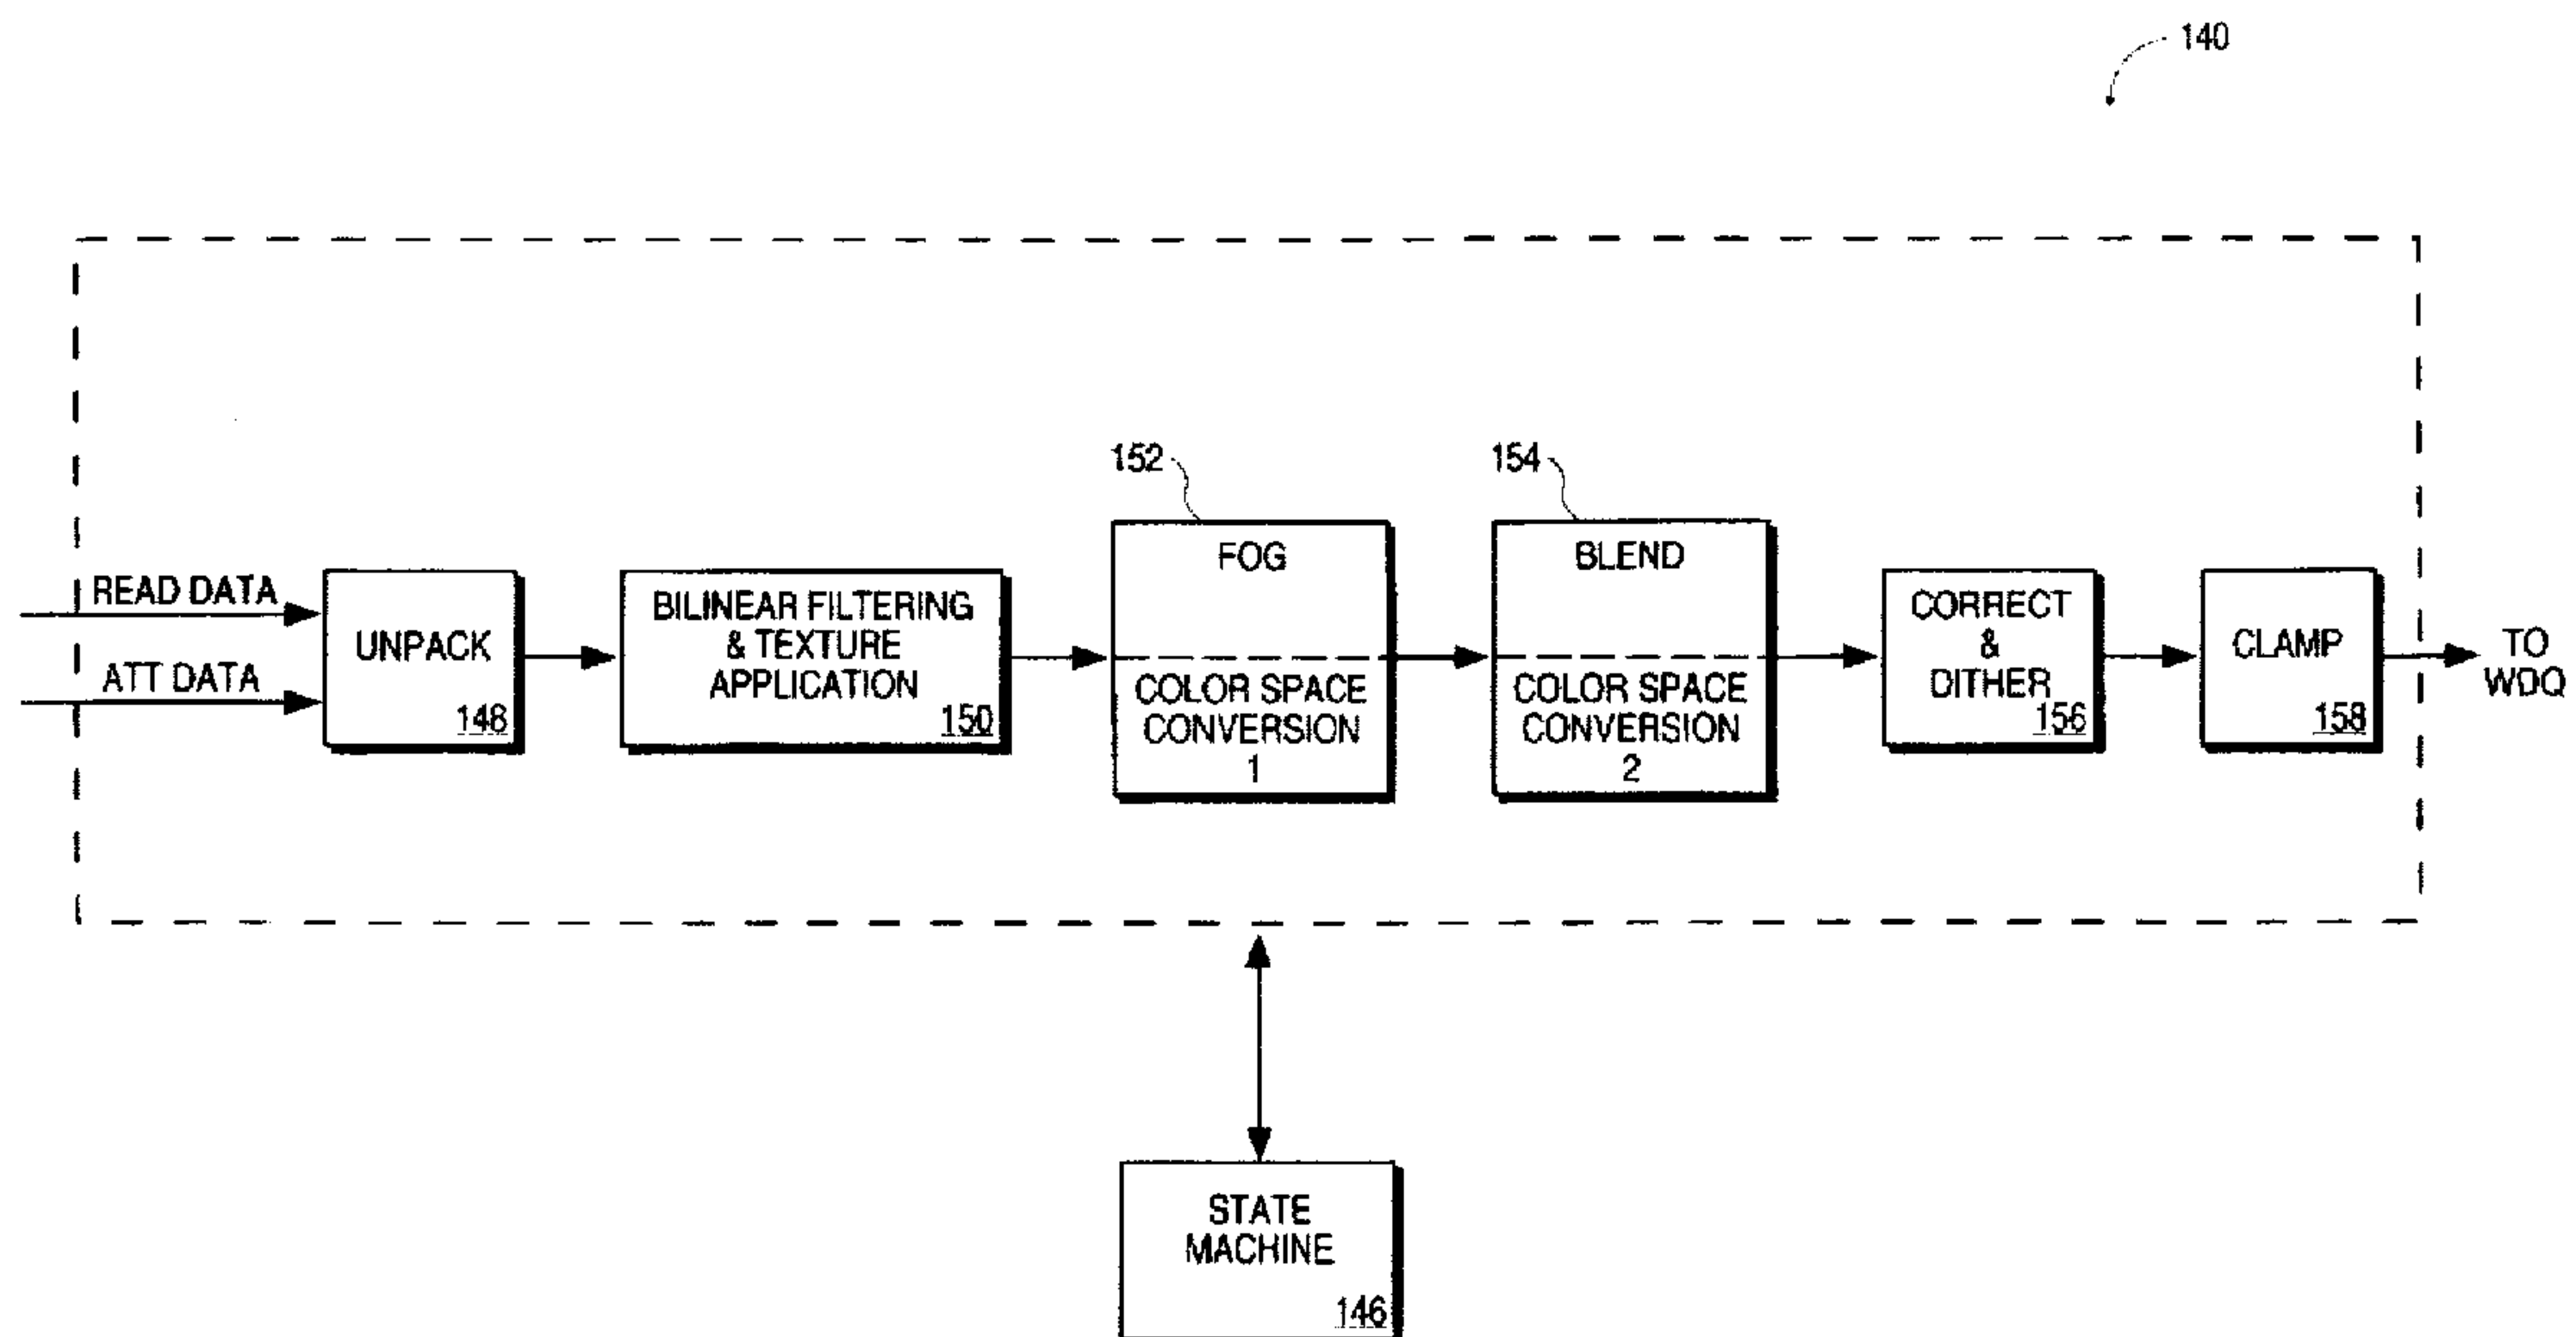 140
152
154
FOG
BLEND
READ DATA
ATT DATA
UNPACK
148
BILINEAR FILTERING
& TEXTURE
APPLICATION
150
COLOR SPACE
CONVERSION
1
COLOR SPACE
CONVERSION
2
CORRECT
&
DITHER
156
CLAMP
158
TO
WDQ
STATE
MACHINE
146